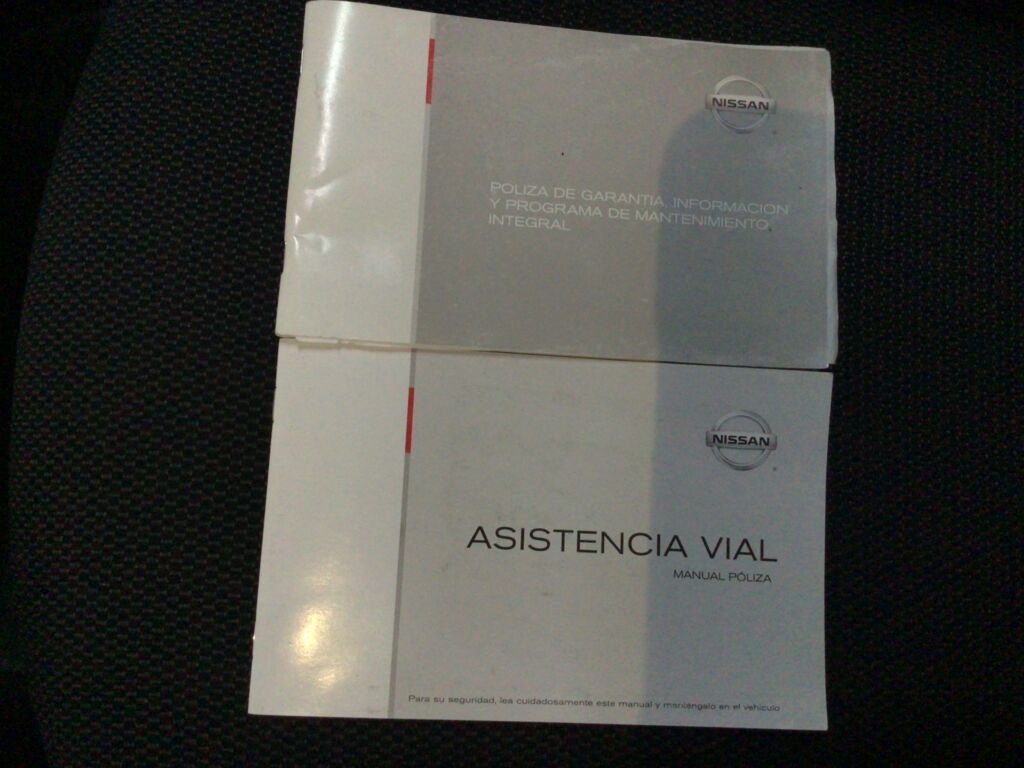 NISSAN
POLIZA DE GARANTIA, INFORMACION
Y PROGRAMA DE MANTENIMIENTO
INTEGRAL
NISSAN
ASISTENCIA VIAL
MANUAL PÓLIZA
Para su seguridad, lea cuidadosamente este manual y manténgalo en el vehículo